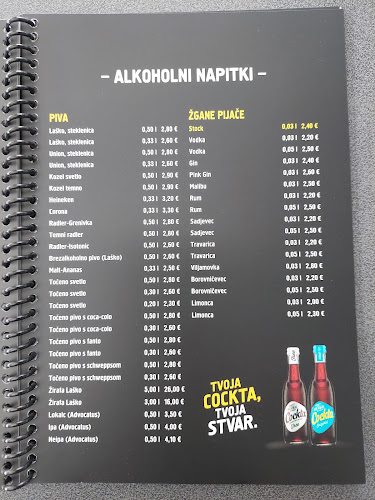 – ALKOHOLNI NAPITKI –
PIVA
Laško, steklenica 0,50 l 2,80 €
Laško, steklenica 0,33 l 2,60 €
Union, steklenica 0,50 l 2,80 €
Union, steklenica 0,33 l 2,60 €
Kozel svetlo 0,50 l 2,90 €
Kozel temno 0,50 l 2,90 €
Heineken 0,33 l 3,20 €
Corona 0,33 l 3,30 €
Radler-Grenivka 0,50 l 2,80 €
Temni radler 0,50 l 2,80 €
Radler-Isotonic 0,50 l 2,80 €
Brezalkoholno pivo (Laško) 0,50 l 2,80 €
Malt-Ananas 0,33 l 2,50 €
Točeno svetlo 0,50 l 2,80 €
Točeno svetlo 0,30 l 2,60 €
Točeno svetlo 0,20 l 2,30 €
Točeno pivo s coca-colo 0,50 l 2,80 €
Točeno pivo s coca-colo 0,30 l 2,60 €
Točeno pivo s fanto 0,50 l 2,80 €
Točeno pivo s fanto 0,30 l 2,60 €
Točeno pivo s schweppsom 0,50 l 2,80 €
Točeno pivo s schweppsom 0,30 l 2,60 €
Žirafa Laško 5,00 l 26,00 €
Žirafa Laško 3,00 l 16,00 €
Lokalc (Advocatus) 0,50 l 3,50 €
Ipa (Advocatus) 0,50 l 4,00 €
Neipa (Advocatus) 0,50 l 4,10 €
ŽGANE PIJAČE
Stock 0,03 l 2,40 €
Vodka 0,03 l 2,20 €
Vodka 0,05 l 2,50 €
Gin 0,03 l 2,40 €
Pink Gin 0,03 l 2,60 €
Malibu 0,03 l 2,20 €
Rum 0,03 l 2,20 €
Rum 0,05 l 2,50 €
Sadjevec 0,03 l 2,20 €
Sadjevec 0,05 l 2,50 €
Travarica 0,03 l 2,20 €
Travarica 0,05 l 2,50 €
Viljamovka 0,03 l 2,80 €
Borovničevec 0,03 l 2,20 €
Borovničevec 0,05 l 2,50 €
Limonca 0,03 l 2,00 €
Limonca 0,05 l 2,30 €
TVOJA
COCKTA,
TVOJA
STVAR.
Cockta
Cockta